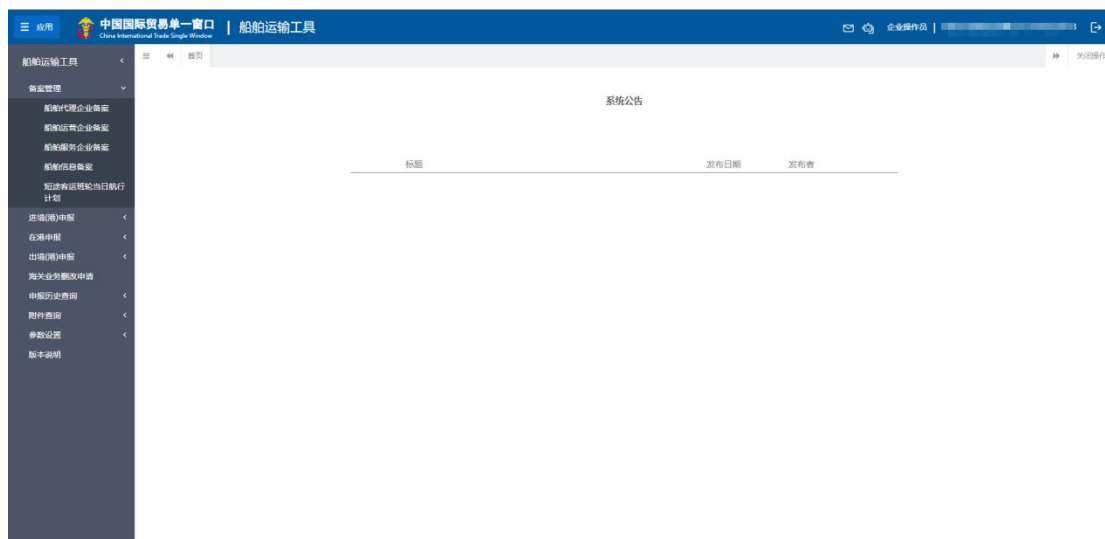 应用
中国国际贸易单一窗口
China International Trade Single Window
船舶运输工具
企业操作员
船舶运输工具
首页
关闭操作
备案管理
系统公告
船舶代理企业备案
船舶运营企业备案
船舶服务企业备案
船舶信息备案
标题 发布日期 发布者
短途客运班轮当日航行
计划
进境(港)申报
在港申报
出境(港)申报
海关业务删改申请
申报历史查询
附件查询
参数设置
版本说明